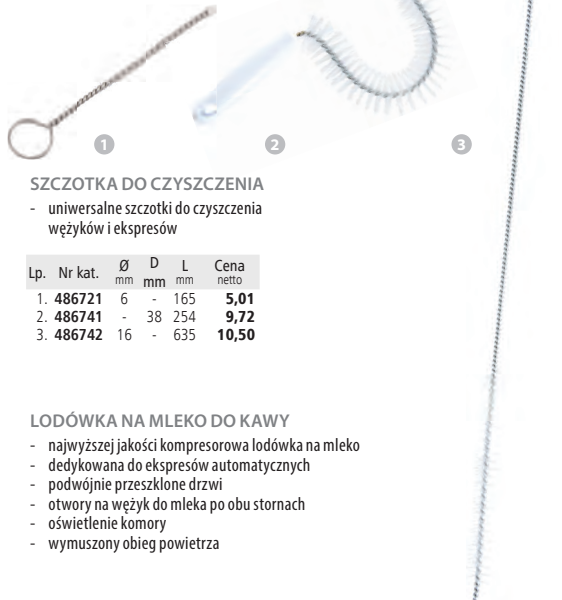 1 2 3
SZCZOTKA DO CZYSZCZENIA
- uniwersalne szczotki do czyszczenia
wężyków i ekspresów
Lp. Nr kat. Ø mm D mm L mm Cena netto
1. 486721 6 - 165 5,01
2. 486741 - 38 254 9,72
3. 486742 16 - 635 10,50
LODÓWKA NA MLEKO DO KAWY
- najwyższej jakości kompresorowa lodówka na mleko
- dedykowana do ekspresów automatycznych
- podwójnie przeszklone drzwi
- otwory na wężyk do mleka po obu stornach
- oświetlenie komory
- wymuszony obieg powietrza